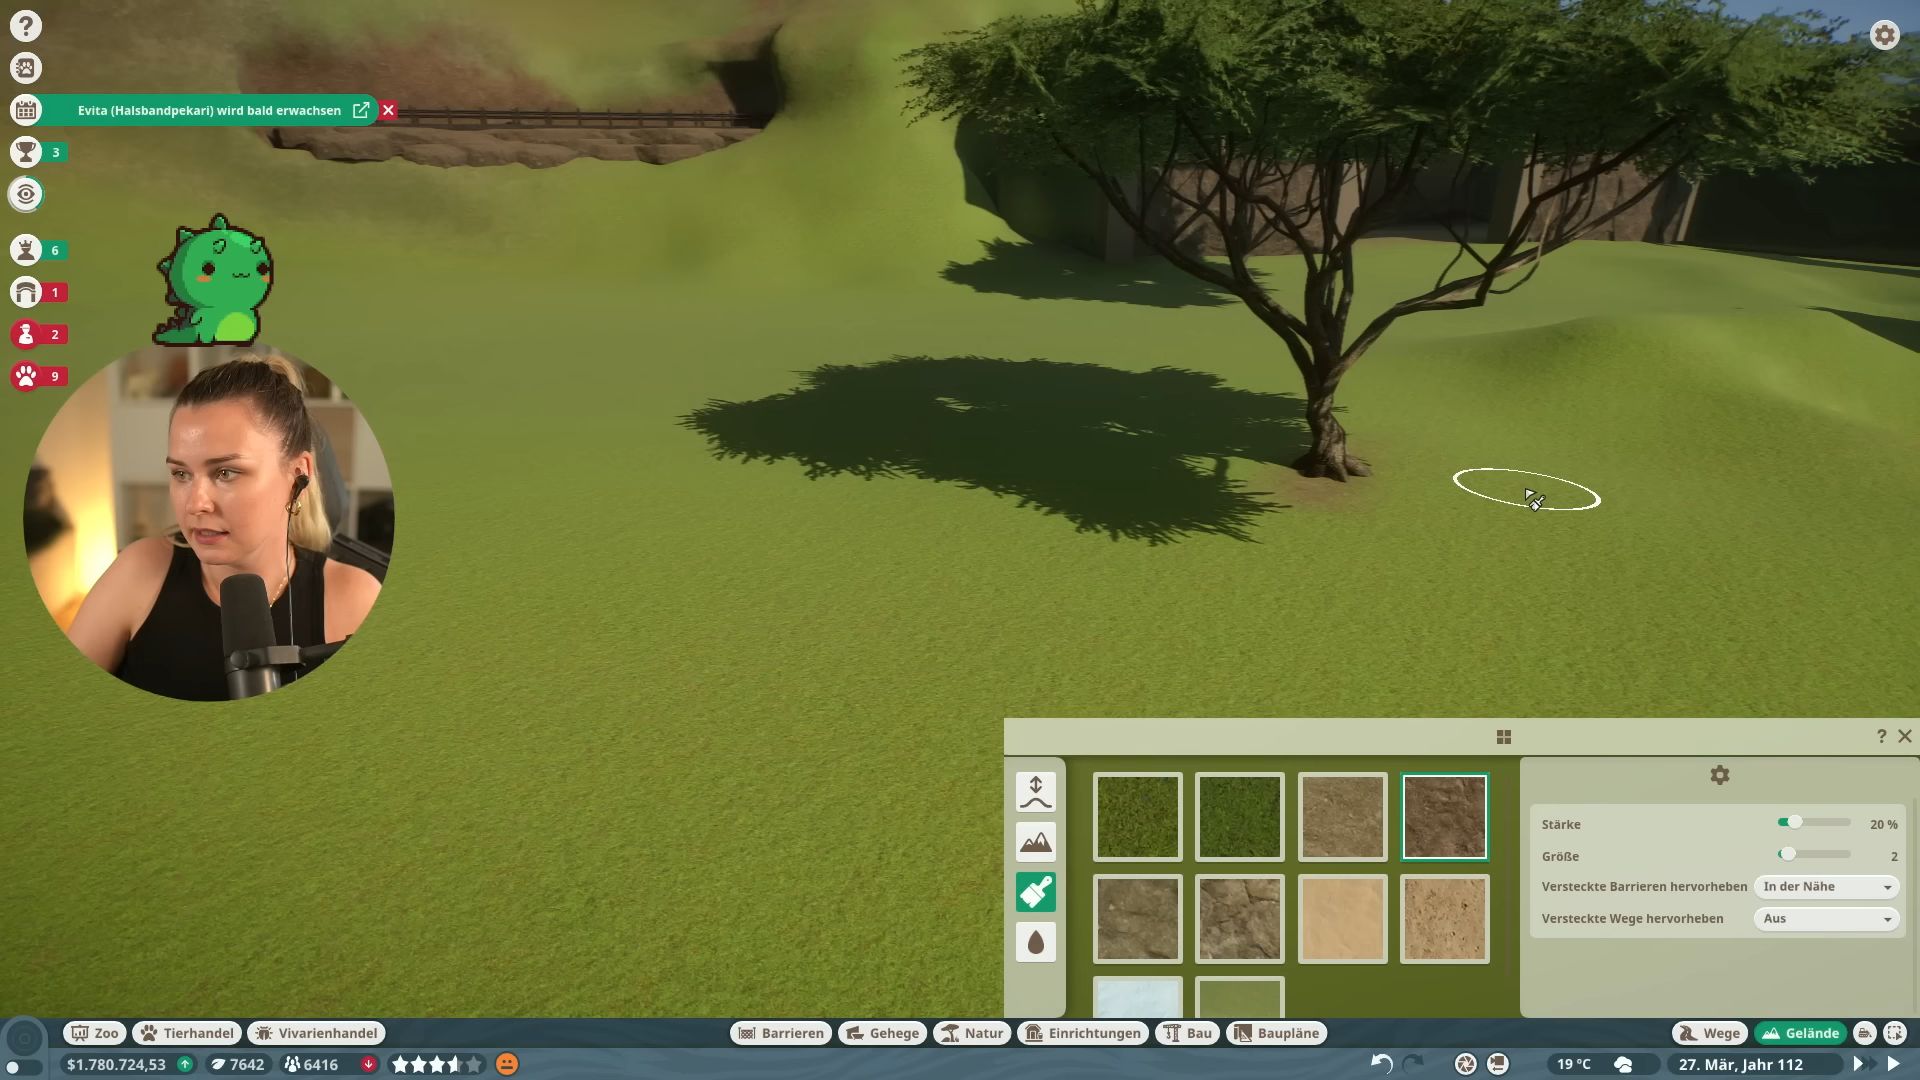 ?
Evita (Halsbandpekari) wird bald erwachsen
3
6
1
2
9
?
Stärke
20 %
Größe
2
Versteckte Barrieren hervorheben
In der Nähe
Versteckte Wege hervorheben
Aus
Zoo
Tierhandel
Vivarienhandel
Barrieren
Gehege
Natur
Einrichtungen
Bau
Baupläne
Wege
Gelände
$1.780.724,53
7642
6416
19 °C
27. Mär, Jahr 112